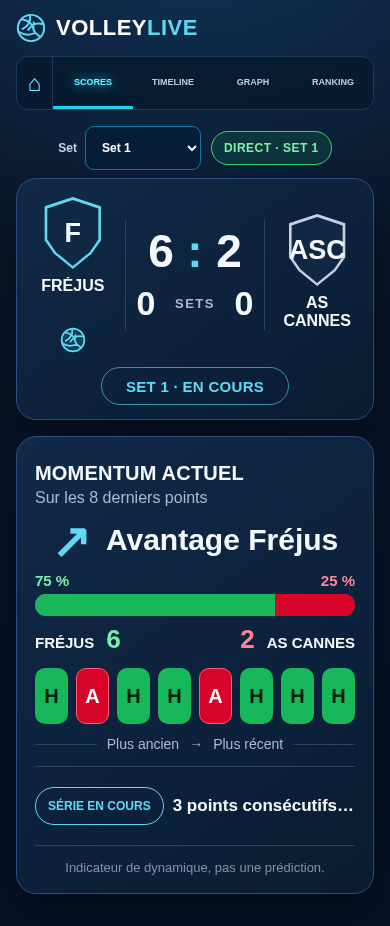 VOLLEYLIVE
SCORES TIMELINE GRAPH RANKING
Set Set 1 DIRECT · SET 1
F
FRÉJUS
6 : 2
0 SETS 0
ASC
AS CANNES
SET 1 · EN COURS
MOMENTUM ACTUEL
Sur les 8 derniers points
↗ Avantage Fréjus
75 % 25 %
FRÉJUS 6 2 AS CANNES
H A H H A H H H
Plus ancien → Plus récent
SÉRIE EN COURS 3 points consécutifs…
Indicateur de dynamique, pas une prédiction.